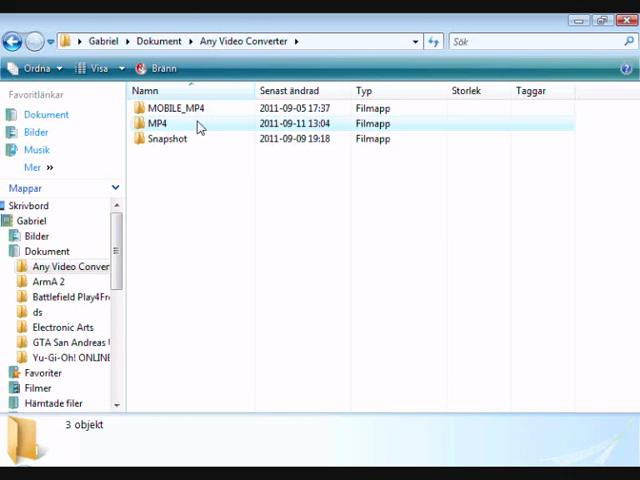 Gabriel Dokument Any Video Converter Sök
Ordna Visa Bränn
Favoritlänkar
Dokument
Bilder
Musik
Mer »
Mappar
Skrivbord
Gabriel
Bilder
Dokument
Any Video Conver
ArmA 2
Battlefield Play4Fre
ds
Electronic Arts
GTA San Andreas
Yu-Gi-Oh! ONLINE
Favoriter
Filmer
Hämtade filer
Namn Senast ändrad Typ Storlek Taggar
MOBILE_MP4 2011-09-05 17:37 Filmapp
MP4 2011-09-11 13:04 Filmapp
Snapshot 2011-09-09 19:18 Filmapp
3 objekt